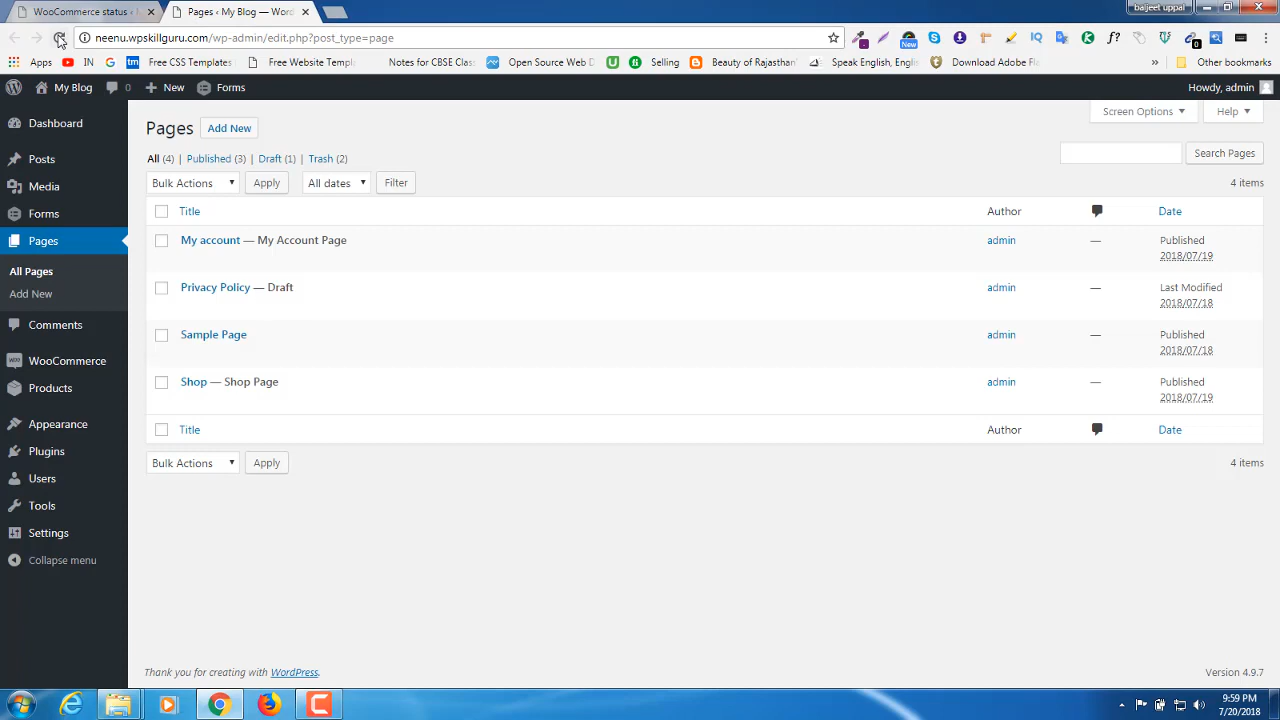 WooCommerce status ‹
Pages ‹ My Blog — Word
baljeet uppal
neenu.wpskillguru.com/wp-admin/edit.php?post_type=page
New
0
Apps
IN
Free CSS Templates
Free Website Templ
Notes for CBSE Clas
Open Source Web D
Selling
Beauty of Rajasthan
Speak English, Engli
Download Adobe Fla
»
Other bookmarks
My Blog
0
New
Forms
Howdy, admin
Dashboard
Posts
Media
Forms
Pages
All Pages
Add New
Comments
WooCommerce
Products
Appearance
Plugins
Users
Tools
Settings
Collapse menu
Screen Options
Help
Pages
Add New
All (4) | Published (3) | Draft (1) | Trash (2)
Search Pages
Bulk Actions
Apply
All dates
Filter
4 items
Title
Author
Date
My account — My Account Page
admin
—
Published
2018/07/19
Privacy Policy — Draft
admin
—
Last Modified
2018/07/18
Sample Page
admin
—
Published
2018/07/18
Shop — Shop Page
admin
—
Published
2018/07/19
Title
Author
Date
Bulk Actions
Apply
4 items
Thank you for creating with WordPress.
Version 4.9.7
9:59 PM
7/20/2018